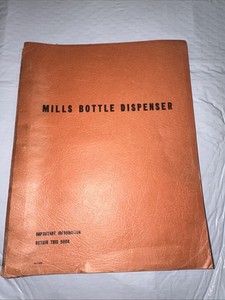 MILLS BOTTLE DISPENSER
IMPORTANT INFORMATION
RETAIN THIS BOOK